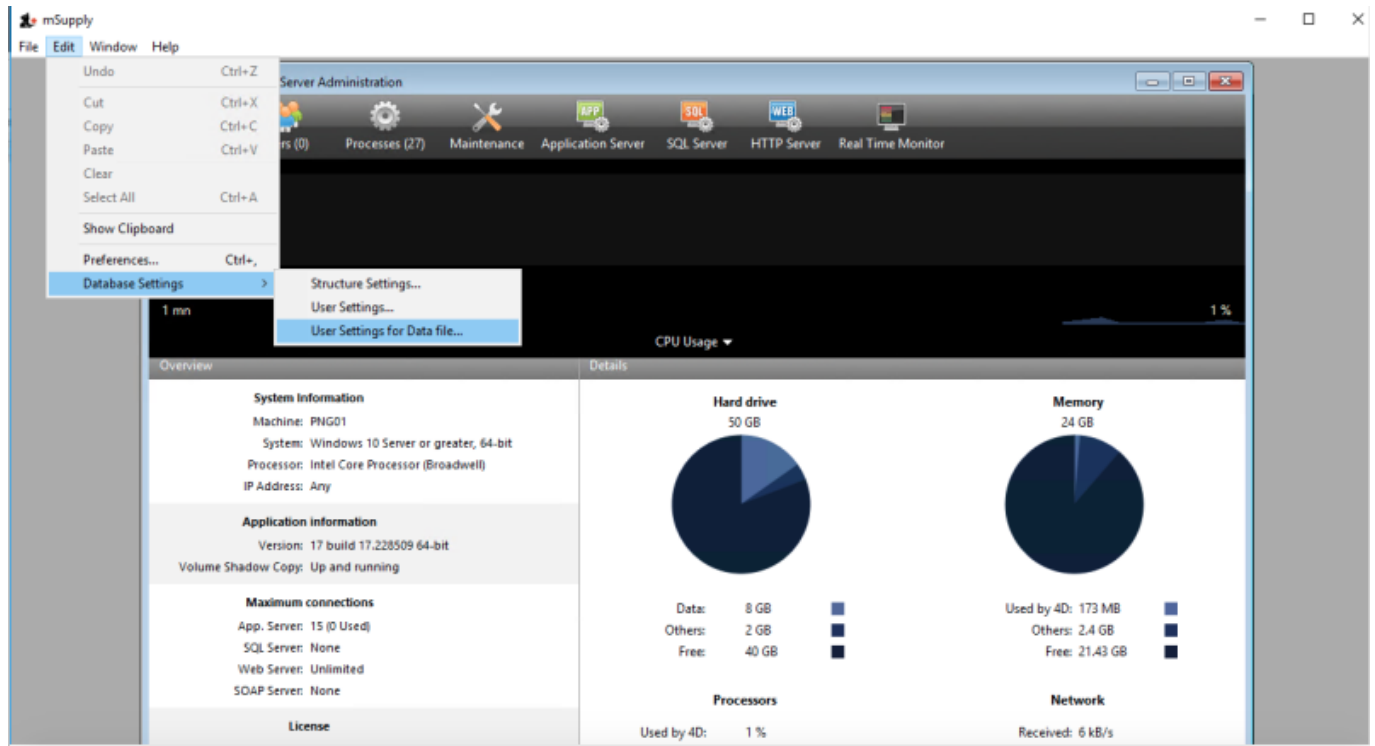 mSupply
File Edit Window Help
Undo Ctrl+Z
Cut Ctrl+X
Copy Ctrl+C
Paste Ctrl+V
Clear
Select All Ctrl+A
Show Clipboard
Preferences... Ctrl+,
Database Settings >
Structure Settings...
User Settings...
User Settings for Data file...
Server Administration
rs (0) Processes (27) Maintenance Application Server SQL Server HTTP Server Real Time Monitor
APP SQL WEB
1 mn 1 %
CPU Usage
Overview Details
System Information
Machine: PNG01
System: Windows 10 Server or greater, 64-bit
Processor: Intel Core Processor (Broadwell)
IP Address: Any
Application information
Version: 17 build 17.228509 64-bit
Volume Shadow Copy: Up and running
Maximum connections
App. Server: 15 (0 Used)
SQL Server: None
Web Server: Unlimited
SOAP Server: None
License
Hard drive
50 GB
Data: 8 GB
Others: 2 GB
Free: 40 GB
Memory
24 GB
Used by 4D: 173 MB
Others: 2.4 GB
Free: 21.43 GB
Processors
Used by 4D: 1 %
Network
Received: 6 kB/s